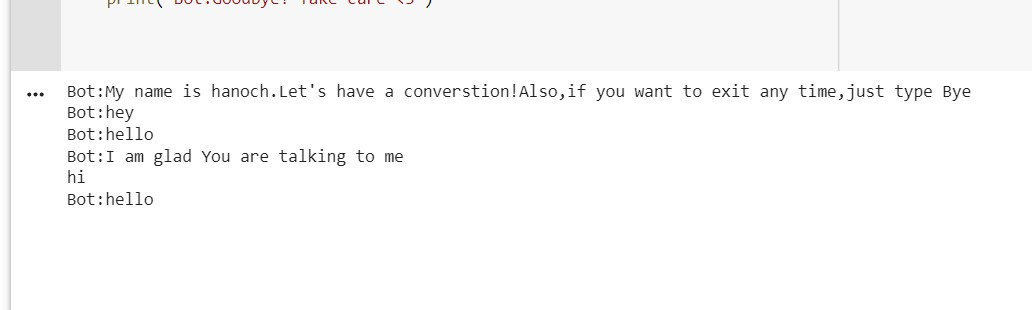 Bot:My name is hanoch.Let's have a converstion!Also,if you want to exit any time,just type Bye
Bot:hey
Bot:hello
Bot:I am glad You are talking to me
hi
Bot:hello